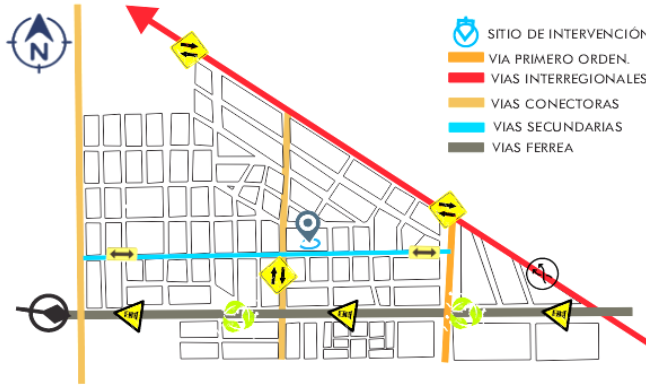 N
SITIO DE INTERVENCIÓN
VIA PRIMERO ORDEN.
VIAS INTERREGIONALES
VIAS CONECTORAS
VIAS SECUNDARIAS
VIAS FERREA